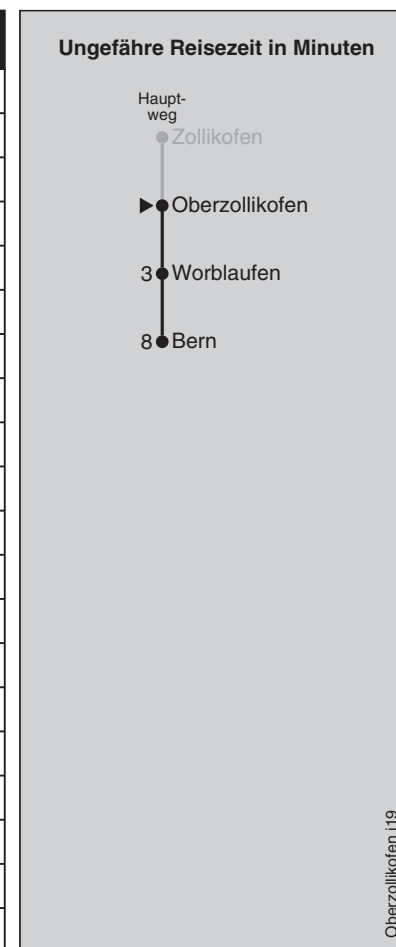 Ungefähre Reisezeit in Minuten
Haupt-
weg
Zollikofen
Oberzollikofen
3 Worblaufen
8 Bern
Oberzollikofen i19